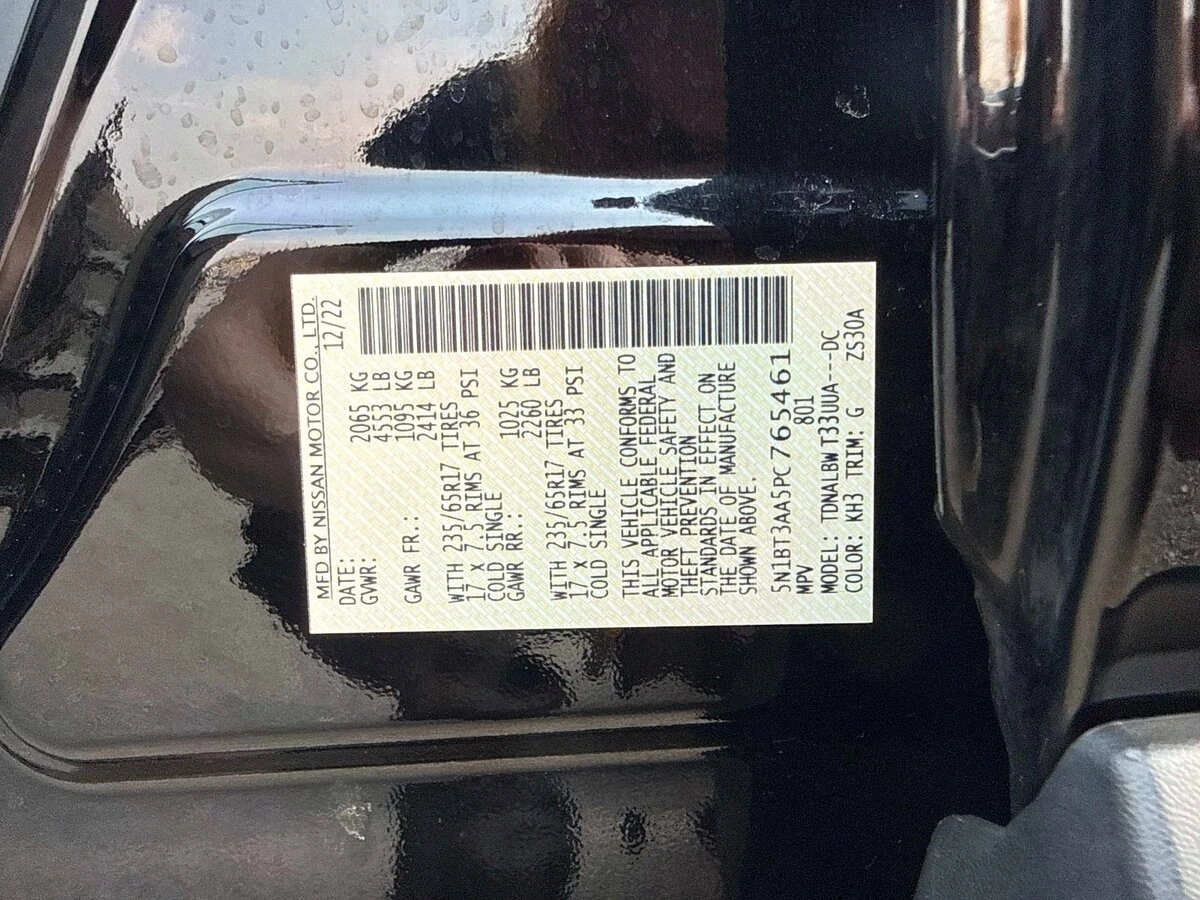 MFD BY NISSAN MOTOR CO., LTD.
DATE: 12/22
GVWR: 2065 KG
4553 LB
GAWR FR.: 1095 KG
2414 LB
WITH 235/65R17 TIRES
17 X 7.5 RIMS AT 36 PSI
COLD SINGLE
GAWR RR.: 1025 KG
2260 LB
WITH 235/65R17 TIRES
17 X 7.5 RIMS AT 33 PSI
COLD SINGLE
THIS VEHICLE CONFORMS TO
ALL APPLICABLE FEDERAL
MOTOR VEHICLE SAFETY AND
THEFT PREVENTION
STANDARDS IN EFFECT ON
THE DATE OF MANUFACTURE
SHOWN ABOVE.
5N1BT3AA5PC765461
MPV 801
MODEL: TDNALBW T33UUA---DC
COLOR: KH3 TRIM: G ZS30A